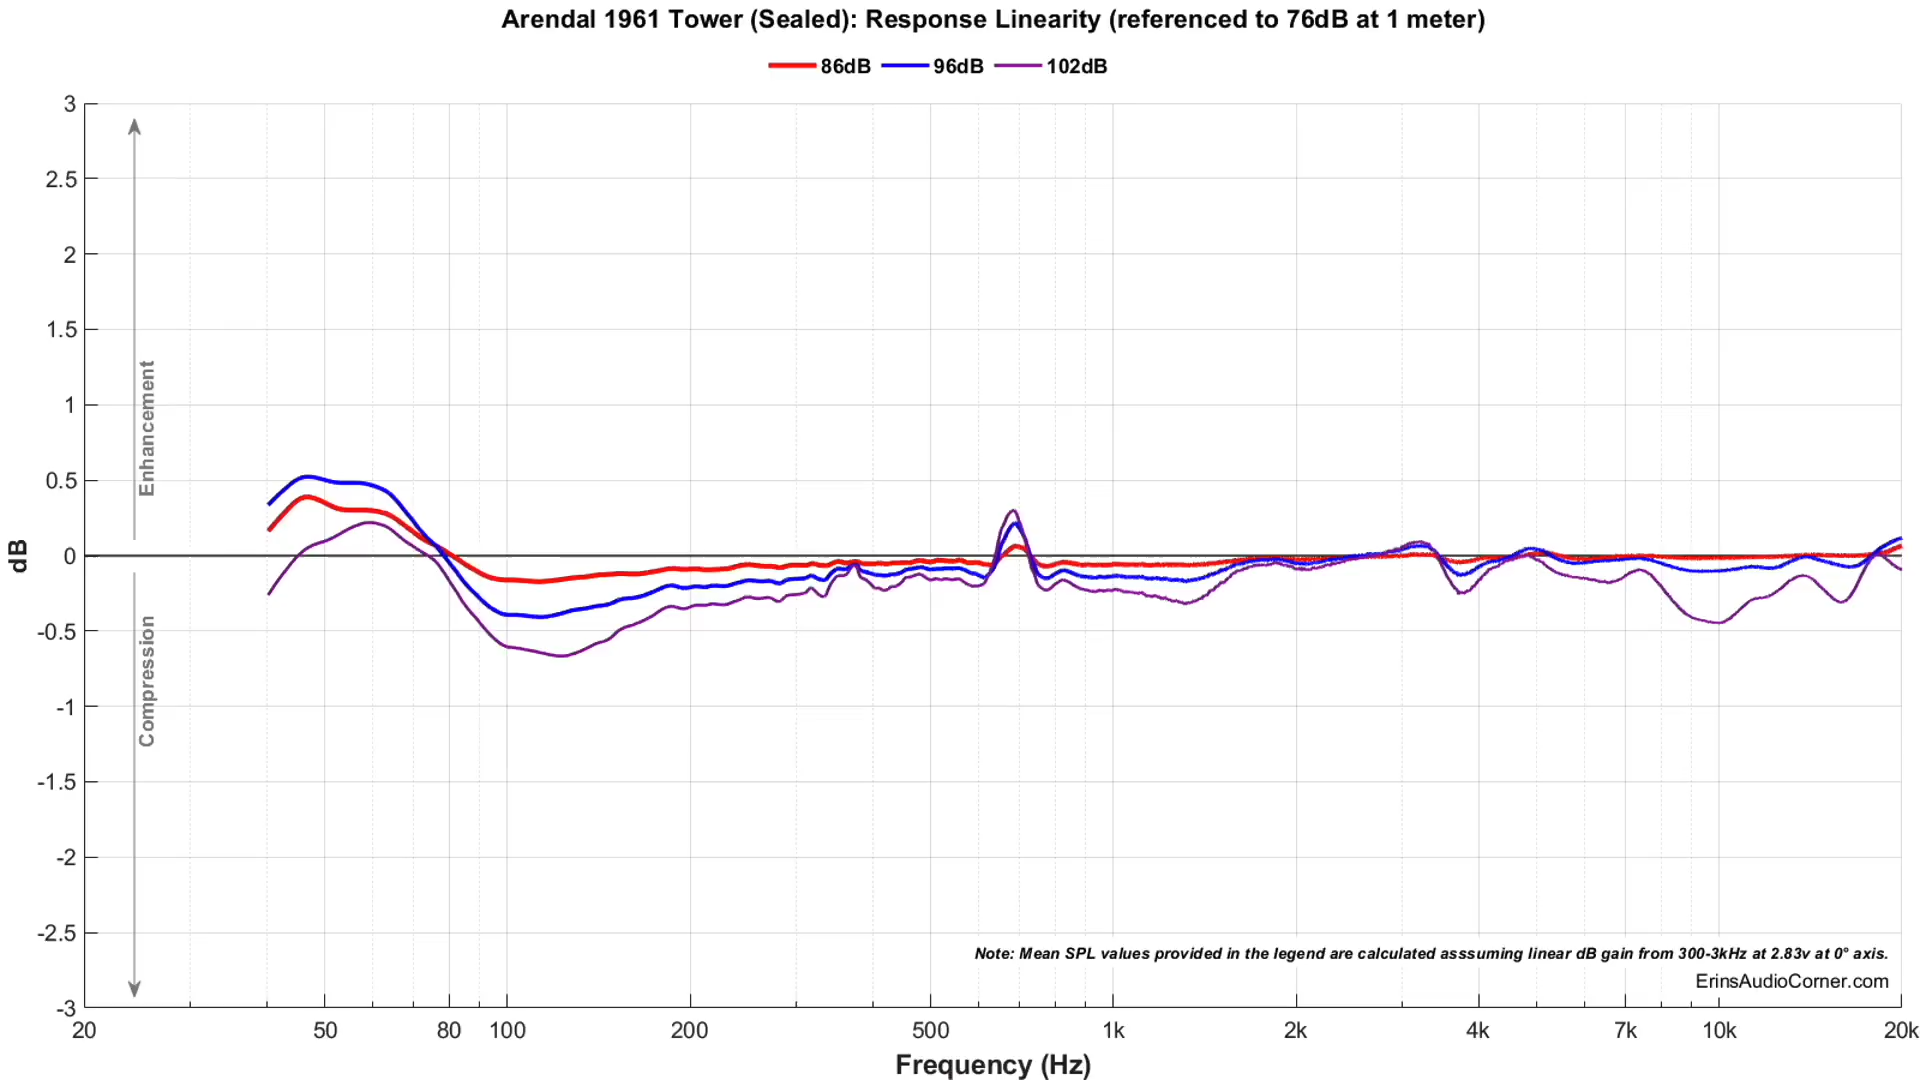 Arendal 1961 Tower (Sealed): Response Linearity (referenced to 76dB at 1 meter)
86dB 96dB 102dB
3
2.5
2
1.5
1
0.5
0
-0.5
-1
-1.5
-2
-2.5
-3
dB
Enhancement
Compression
Note: Mean SPL values provided in the legend are calculated asssuming linear dB gain from 300-3kHz at 2.83v at 0° axis.
ErinsAudioCorner.com
20 50 80 100 200 500 1k 2k 4k 7k 10k 20k
Frequency (Hz)